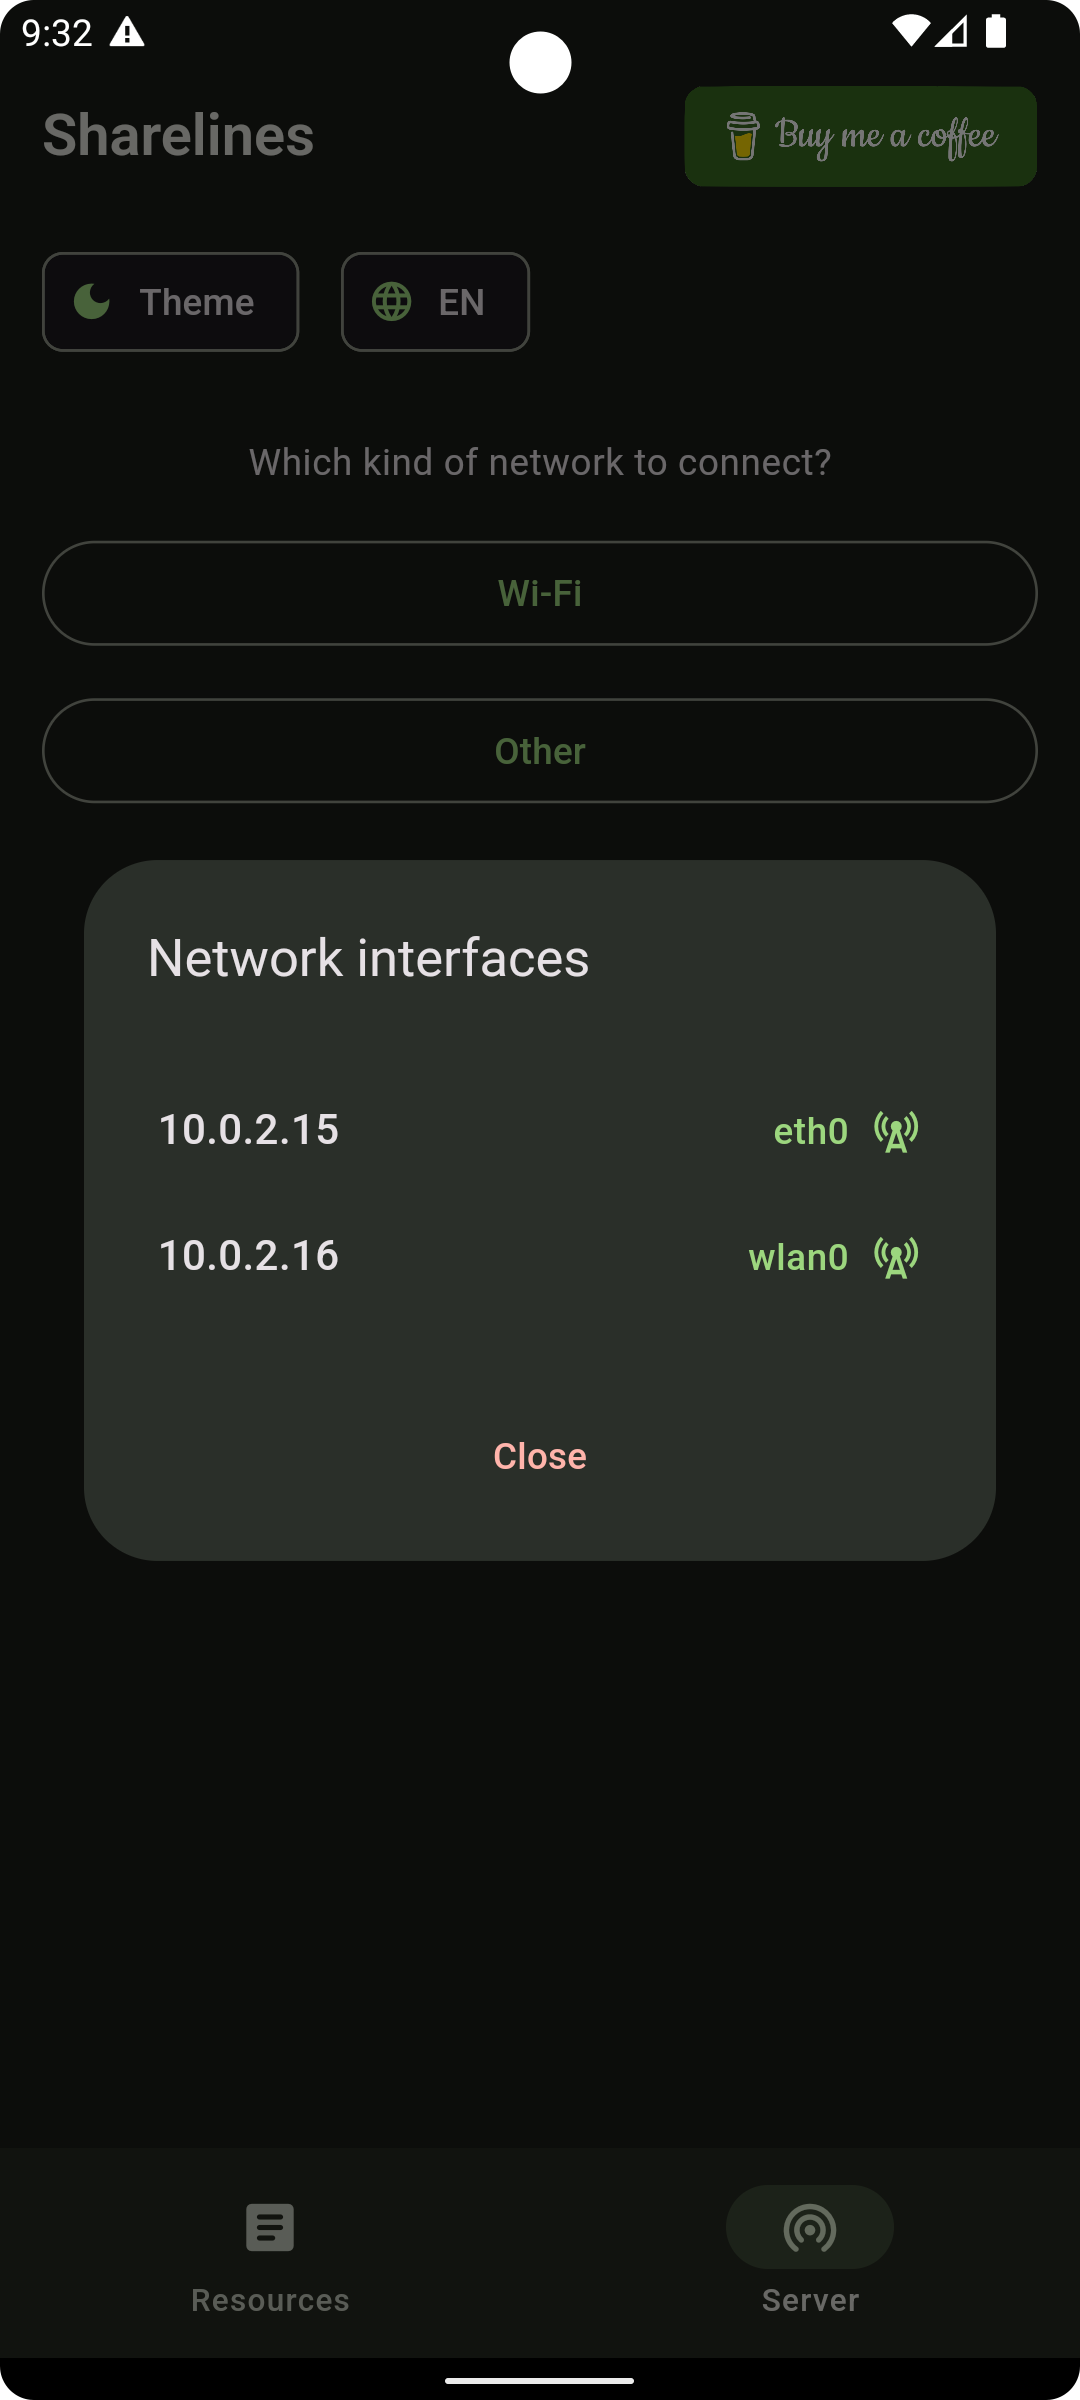 9:32
Sharelines
Buy me a coffee
Theme
EN
Which kind of network to connect?
Wi-Fi
Other
Network interfaces
10.0.2.15 eth0
10.0.2.16 wlan0
Close
Resources
Server